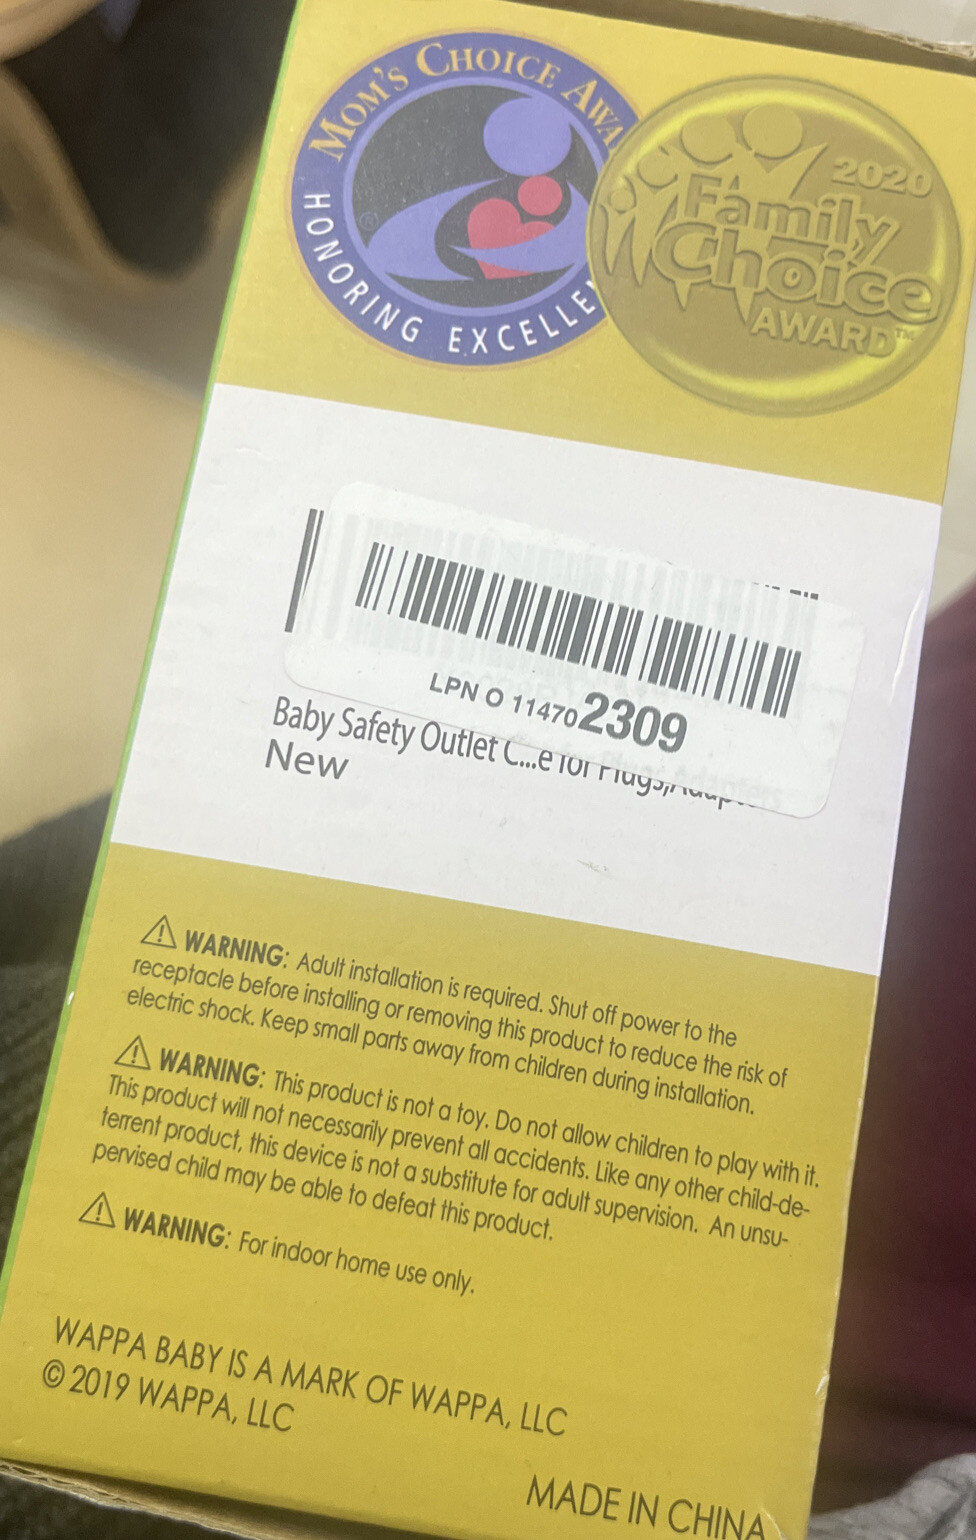 MOM'S CHOICE AWA
HONORING EXCELLE
2020
Family
Choice
AWARD™
LPN O 114702309
Baby Safety Outlet C...e for Plugs,Adap
New
⚠ WARNING: Adult installation is required. Shut off power to the
receptacle before installing or removing this product to reduce the risk of
electric shock. Keep small parts away from children during installation.
⚠ WARNING: This product is not a toy. Do not allow children to play with it.
This product will not necessarily prevent all accidents. Like any other child-de-
terrent product, this device is not a substitute for adult supervision. An unsu-
pervised child may be able to defeat this product.
⚠ WARNING: For indoor home use only.
WAPPA BABY IS A MARK OF WAPPA, LLC
© 2019 WAPPA, LLC
MADE IN CHINA